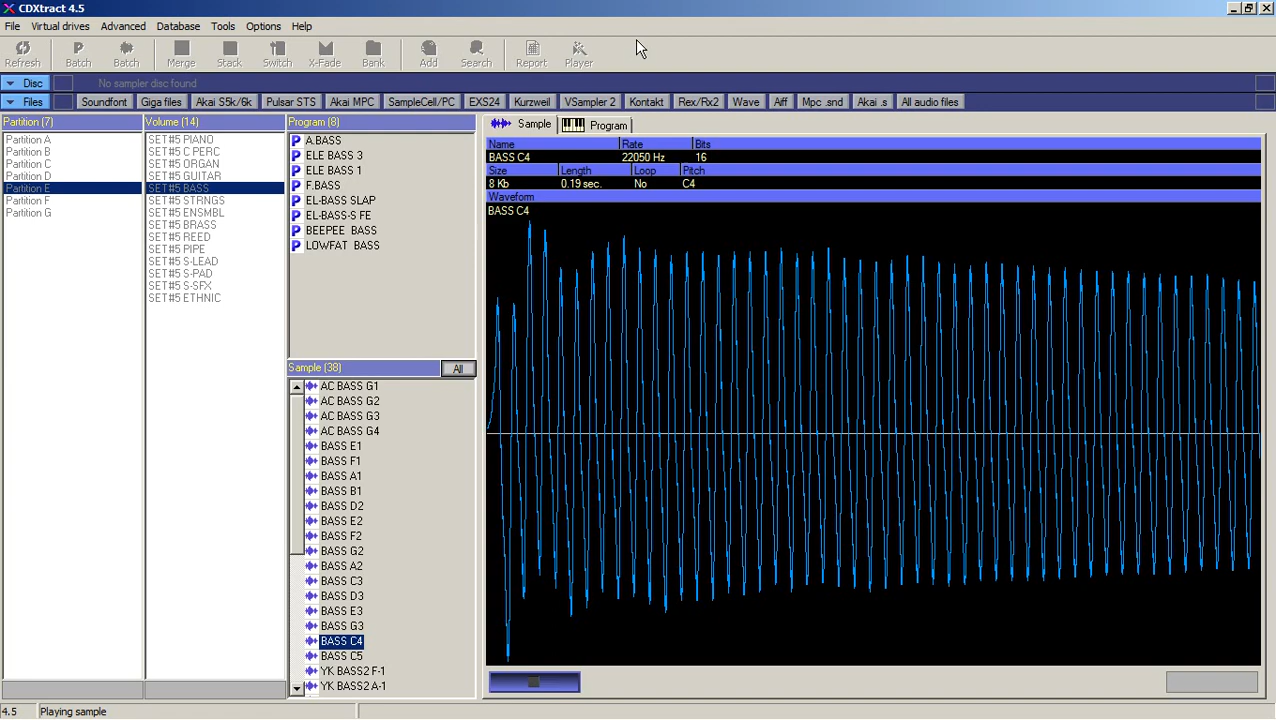 CDXtract 4.5
File Virtual drives Advanced Database Tools Options Help
Refresh Batch Batch Merge Stack Switch X-Fade Bank Add Search Report Player
Disc No sampler disc found
Files Soundfont Giga files Akai S5k/6k Pulsar STS Akai MPC SampleCell/PC EXS24 Kurzweil VSampler 2 Kontakt Rex/Rx2 Wave Aiff Mpc .snd Akai .s All audio files
Partition (7)
Partition A
Partition B
Partition C
Partition D
Partition E
Partition F
Partition G
Volume (14)
SET#5 PIANO
SET#5 C PERC
SET#5 ORGAN
SET#5 GUITAR
SET#5 BASS
SET#5 STRNGS
SET#5 ENSMBL
SET#5 BRASS
SET#5 REED
SET#5 PIPE
SET#5 S-LEAD
SET#5 S-PAD
SET#5 S-SFX
SET#5 ETHNIC
Program (8)
P A.BASS
P ELE BASS 3
P ELE BASS 1
P F.BASS
P EL-BASS SLAP
P EL-BASS-S FE
P BEEPEE BASS
P LOWFAT BASS
Sample (38) All
AC BASS G1
AC BASS G2
AC BASS G3
AC BASS G4
BASS E1
BASS F1
BASS A1
BASS B1
BASS D2
BASS E2
BASS F2
BASS G2
BASS A2
BASS C3
BASS D3
BASS E3
BASS G3
BASS C4
BASS C5
YK BASS2 F-1
YK BASS2 A-1
Sample Program
Name Rate Bits
BASS C4 22050 Hz 16
Size Length Loop Pitch
8 Kb 0.19 sec. No C4
Waveform
BASS C4
4.5 Playing sample